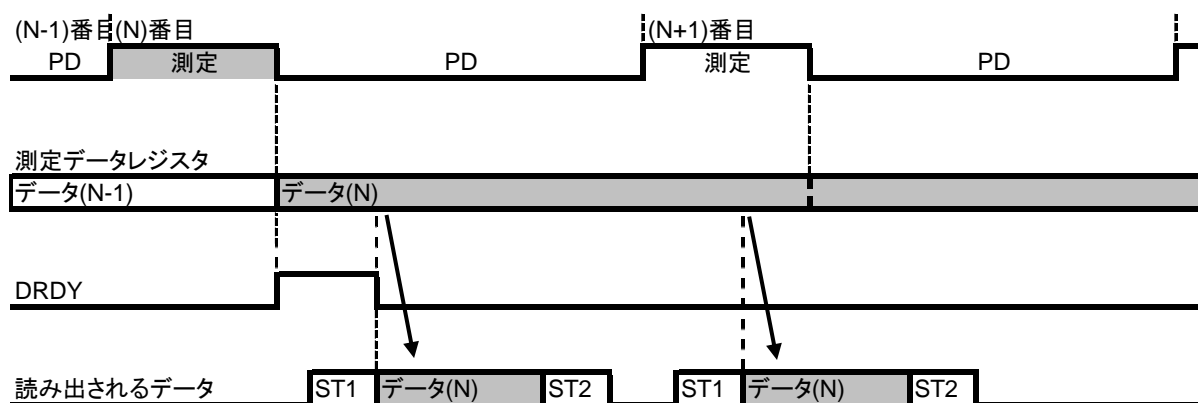 (N-1)番目 (N)番目 (N+1)番目
PD 測定 PD 測定 PD
測定データレジスタ
データ(N-1) データ(N)
DRDY
読み出されるデータ ST1 データ(N) ST2 ST1 データ(N) ST2